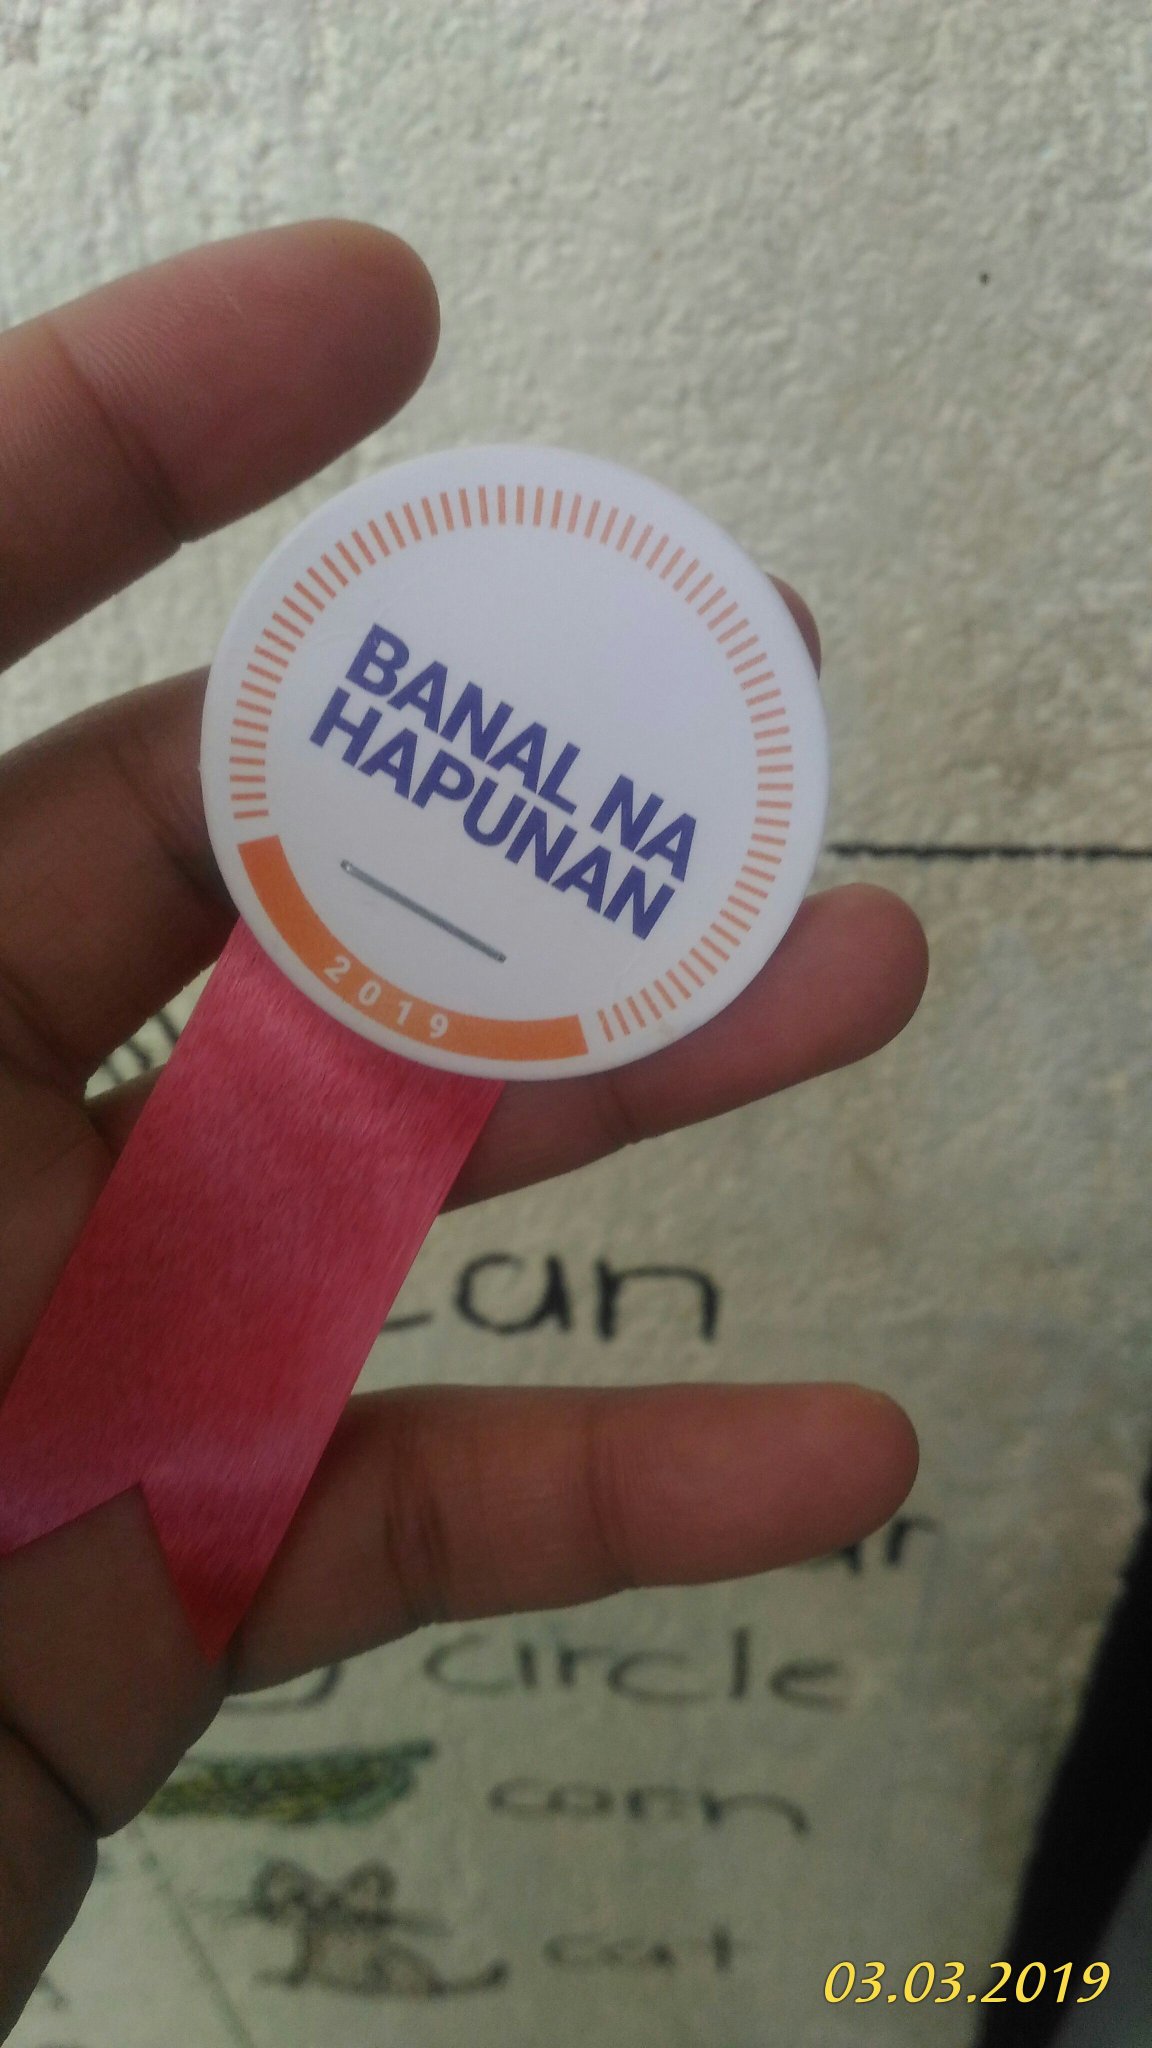 BANAL NA
HAPUNAN
2019
can
circle
corn
cat
03.03.2019